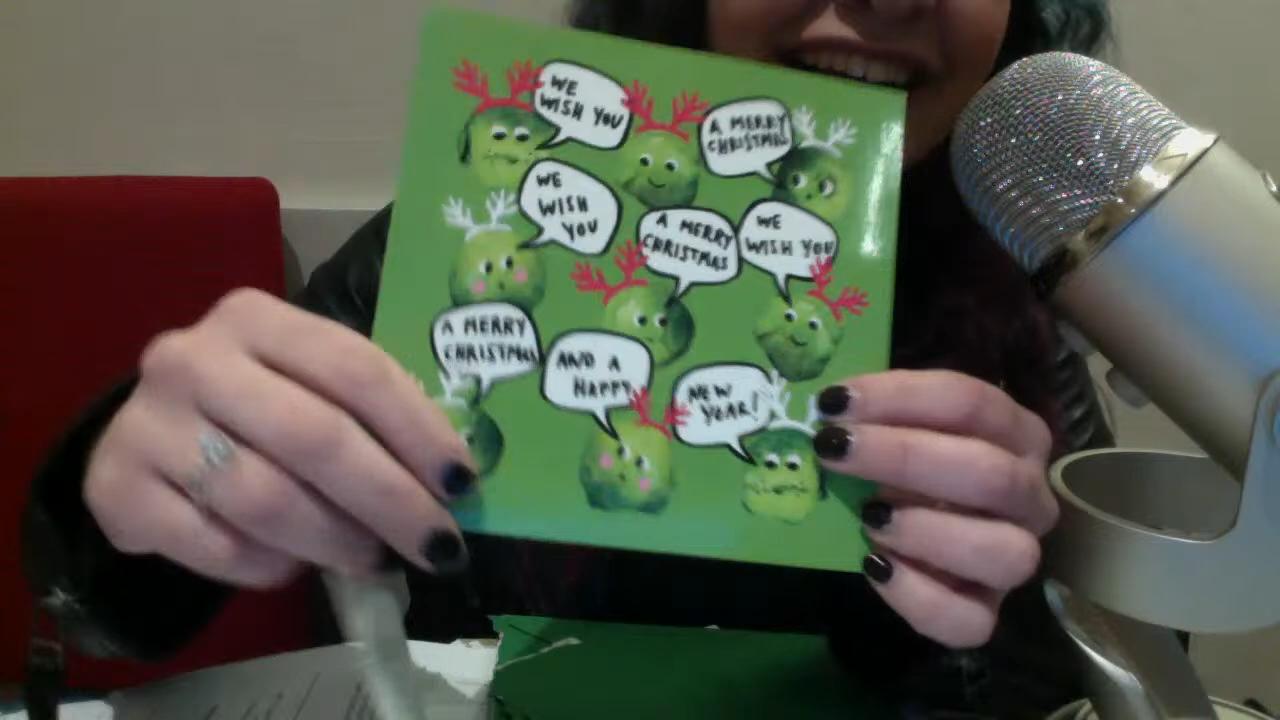 WE
WISH YOU
A MERRY
CHRISTMAS
WE
WISH
YOU
A MERRY
CHRISTMAS
WE
WISH YOU
A MERRY
CHRISTMAS
AND A
HAPPY
NEW
YEAR!